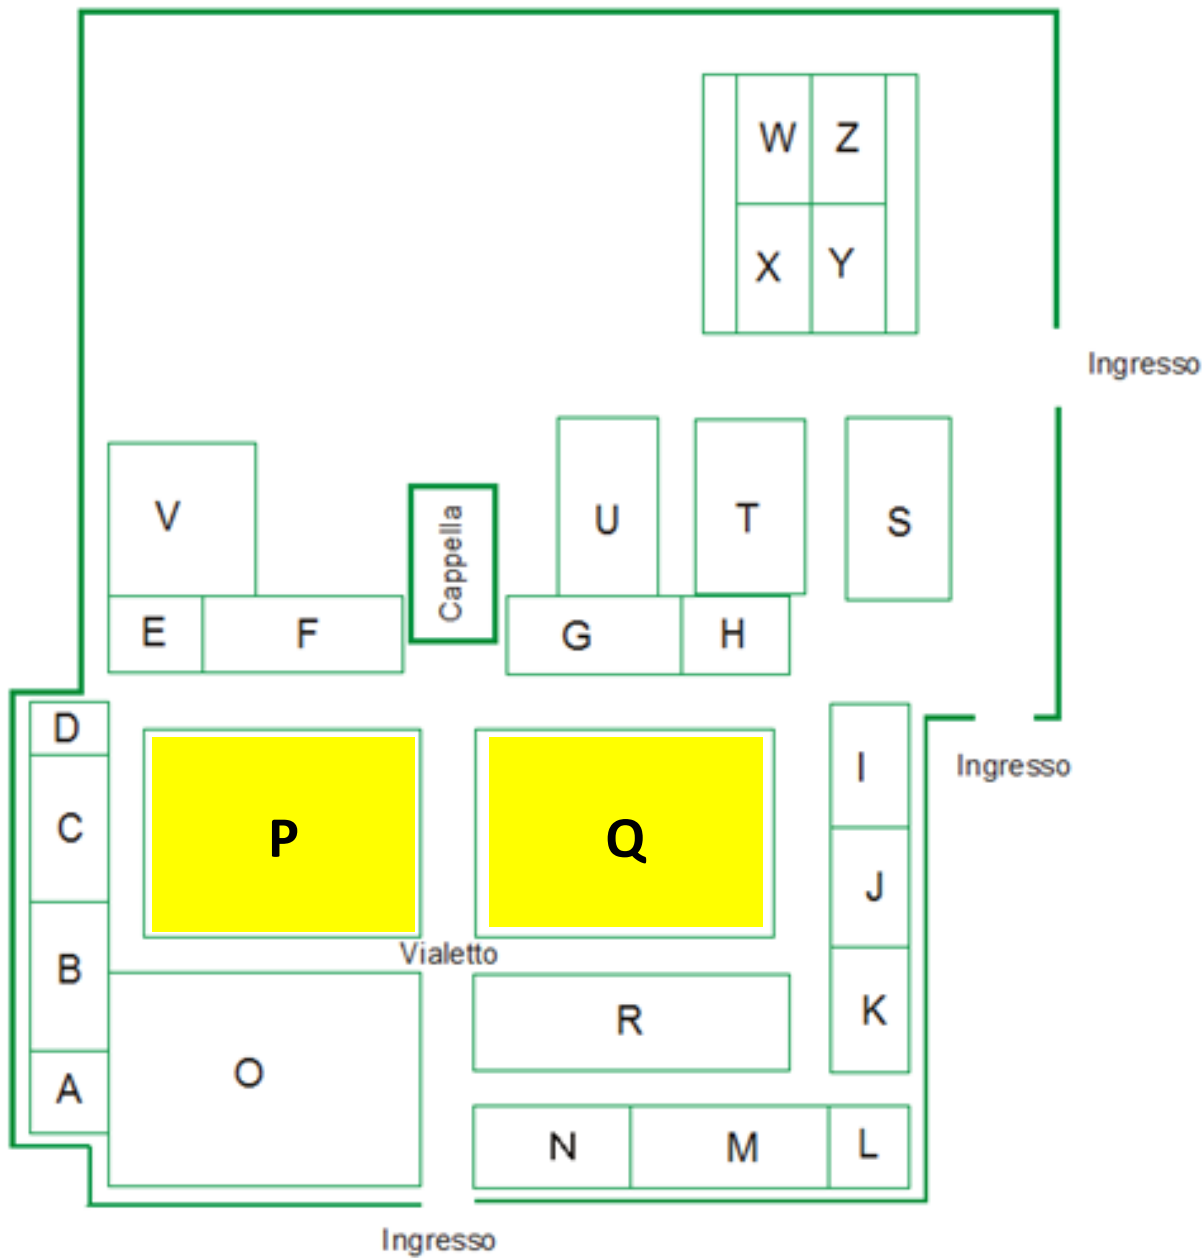 W Z
X Y
Ingresso
V
Cappella
U T S
E F G H
D
I
Ingresso
C P Q
J
Vialetto
B
R K
O
A
N M L
Ingresso